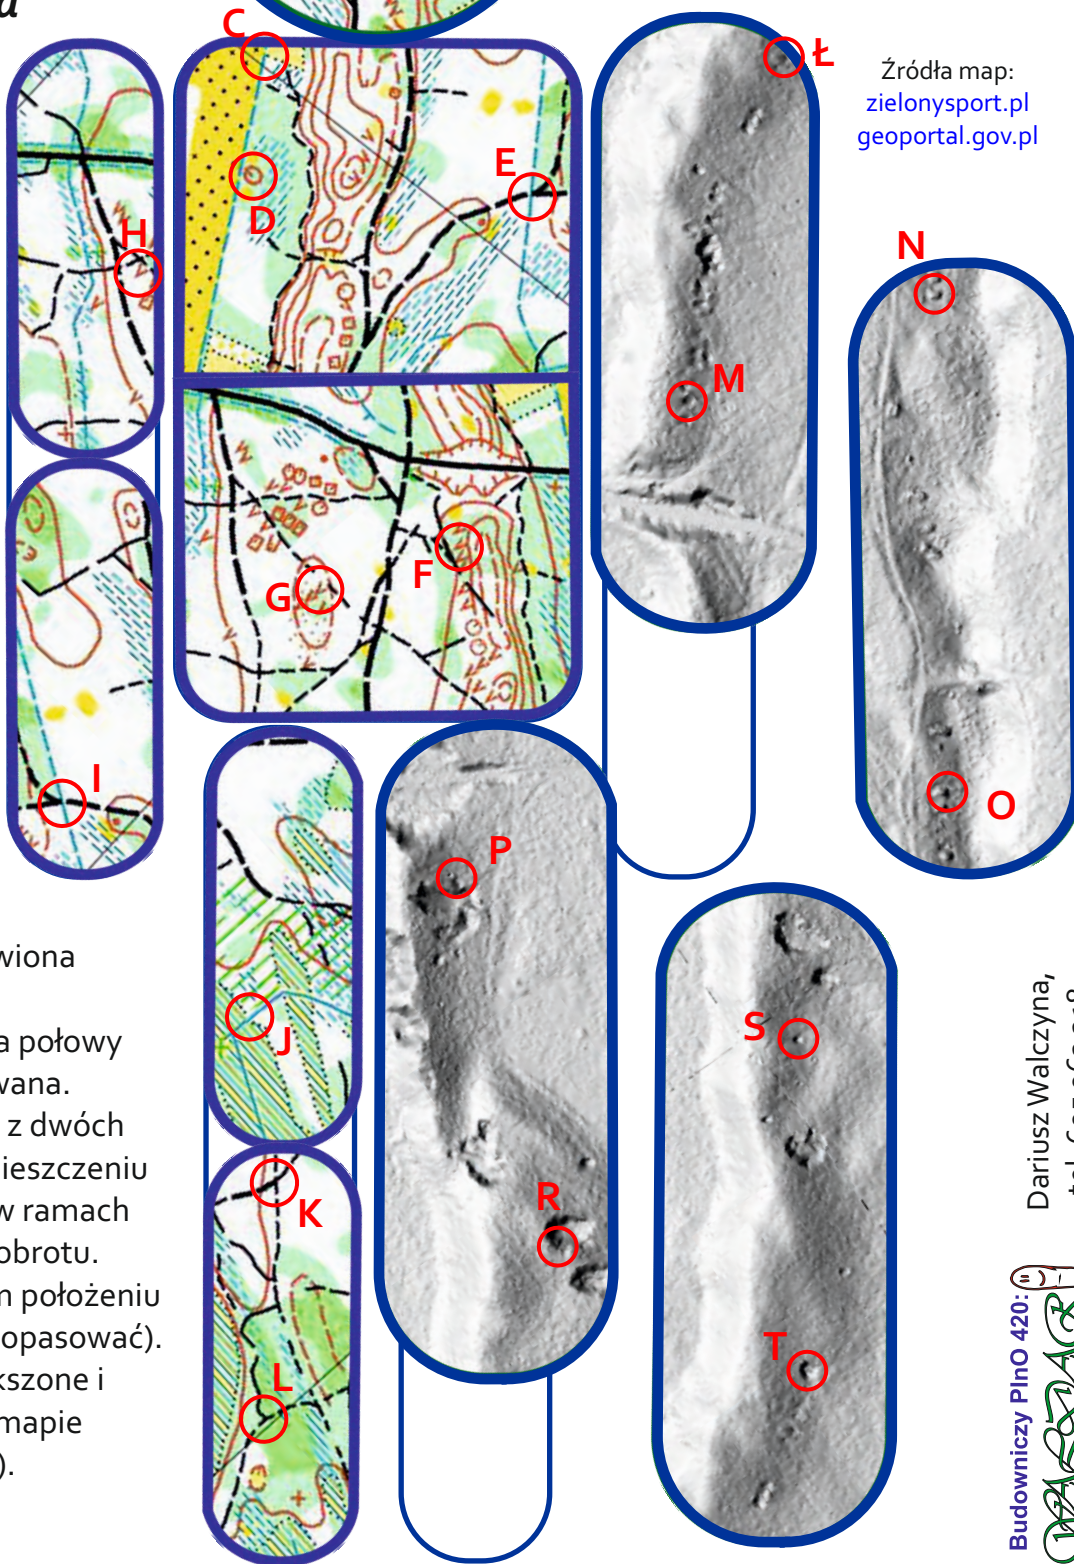 a
C
Ł
Źródła map:
zielonysport.pl
geoportal.gov.pl
E
D
H
N
M
F
G
I
P
O
wiona
a połowy
wana.
z dwóch
ieszczeniu
w ramach
obrotu.
m położeniu
opasować).
kszone i
mapie
).
J
S
K
R
T
L
Dariusz Walczyna,
Budowniczy PInO 420: